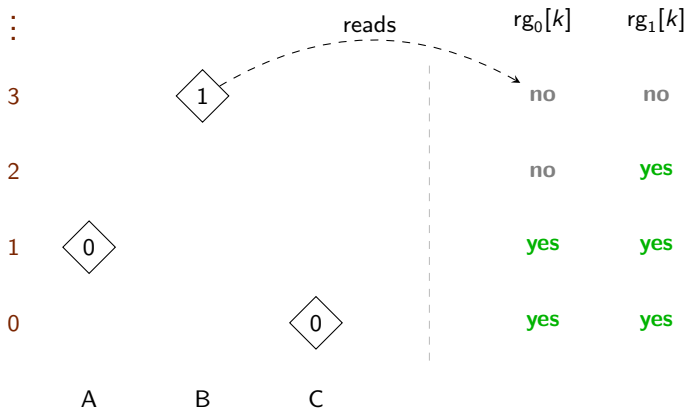 ⋮ reads rg₀[k] rg₁[k]
3 1 no no
2 no yes
1 0 yes yes
0 0 yes yes
A B C